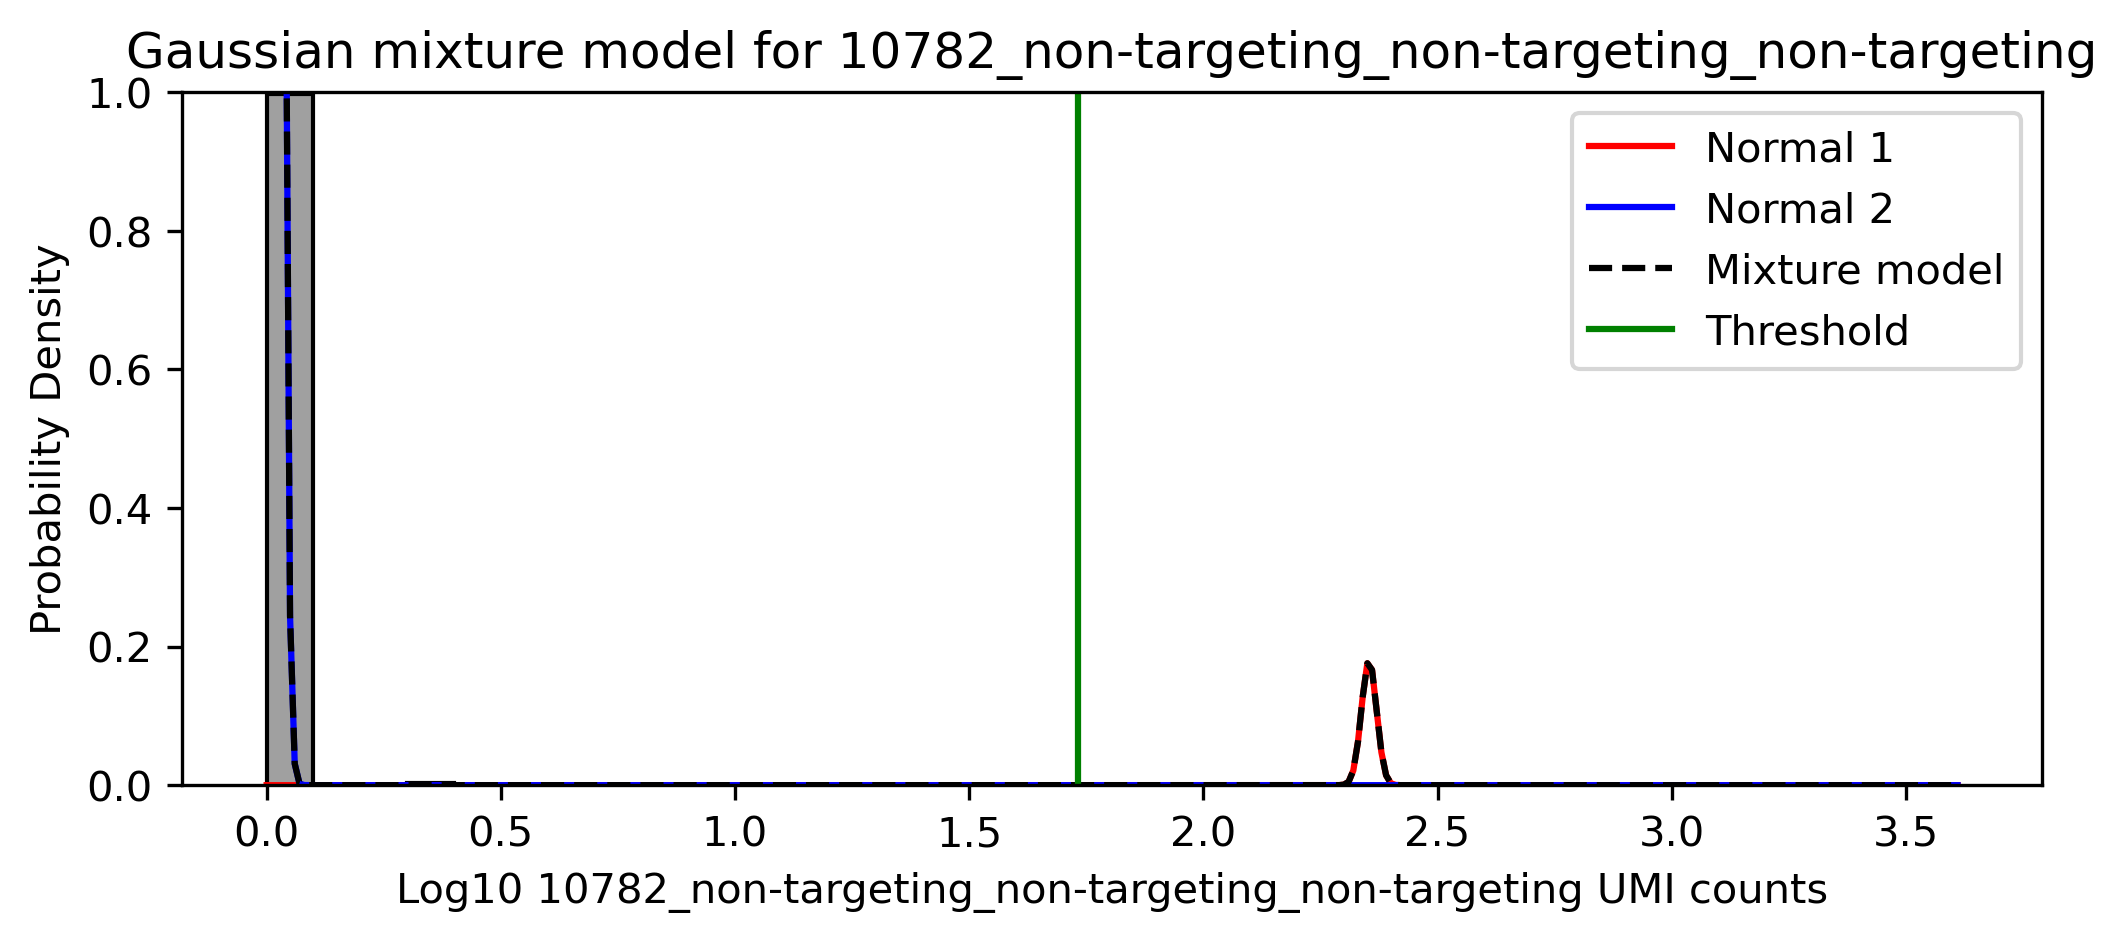 Gaussian mixture model for 10782_non-targeting_non-targeting_non-targeting
Probability Density
1.0
0.8
0.6
0.4
0.2
0.0
Normal 1
Normal 2
Mixture model
Threshold
0.0 0.5 1.0 1.5 2.0 2.5 3.0 3.5
Log10 10782_non-targeting_non-targeting_non-targeting UMI counts